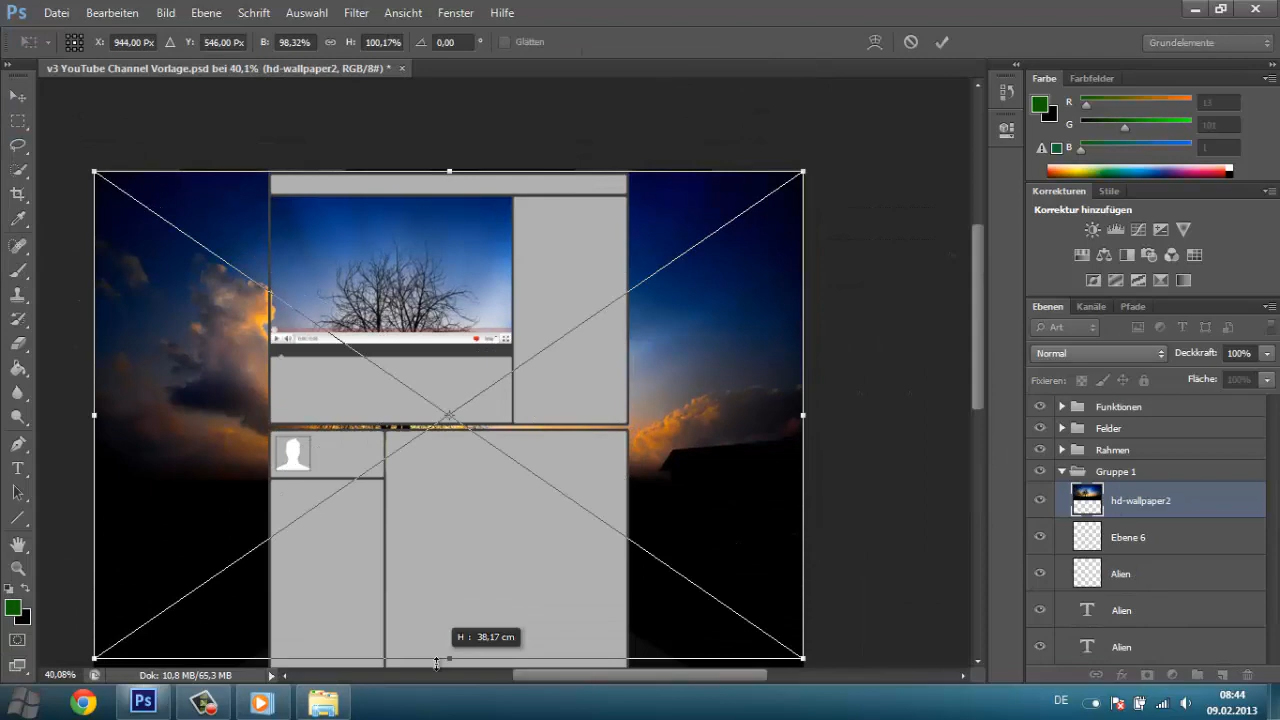 Ps Datei Bearbeiten Bild Ebene Schrift Auswahl Filter Ansicht Fenster Hilfe
X: 944,00 Px Y: 546,00 Px B: 98,32% H: 100,17% 0,00 ° Glätten Grundelemente
v3 YouTube Channel Vorlage.psd bei 40,1% (hd-wallpaper2, RGB/8#) * ×
Farbe Farbfelder
R 13
G 101
B 1
Korrekturen Stile
Korrektur hinzufügen
Ebenen Kanäle Pfade
Art
Normal Deckkraft: 100%
Fixieren: Fläche: 100%
Funktionen
Felder
Rahmen
Gruppe 1
hd-wallpaper2
Ebene 6
Alien
T Alien
T Alien
H : 38,17 cm
40,08% Dok: 10,8 MB/65,3 MB
Ps DE 08:44
09.02.2013